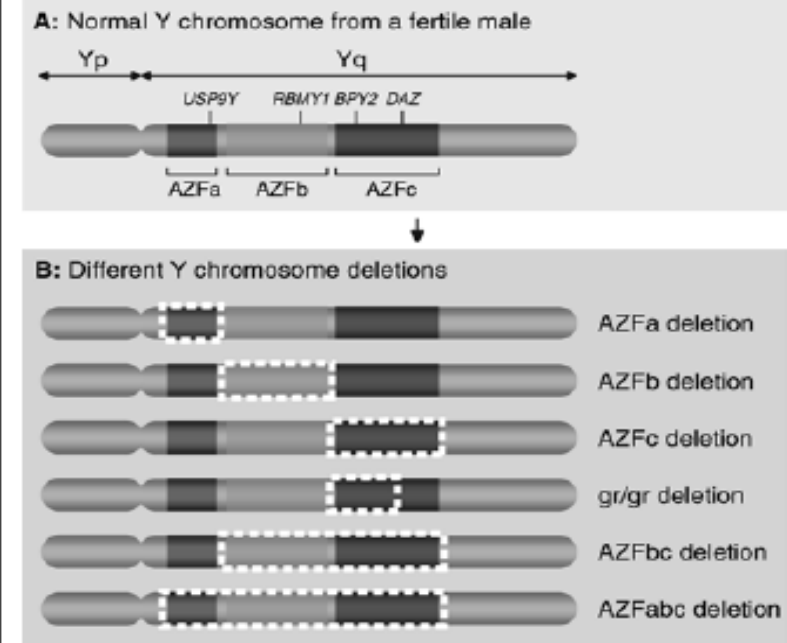 A: Normal Y chromosome from a fertile male
Yp Yq
USP9Y RBMY1 BPY2 DAZ
AZFa AZFb AZFc
B: Different Y chromosome deletions
AZFa deletion
AZFb deletion
AZFc deletion
gr/gr deletion
AZFbc deletion
AZFabc deletion